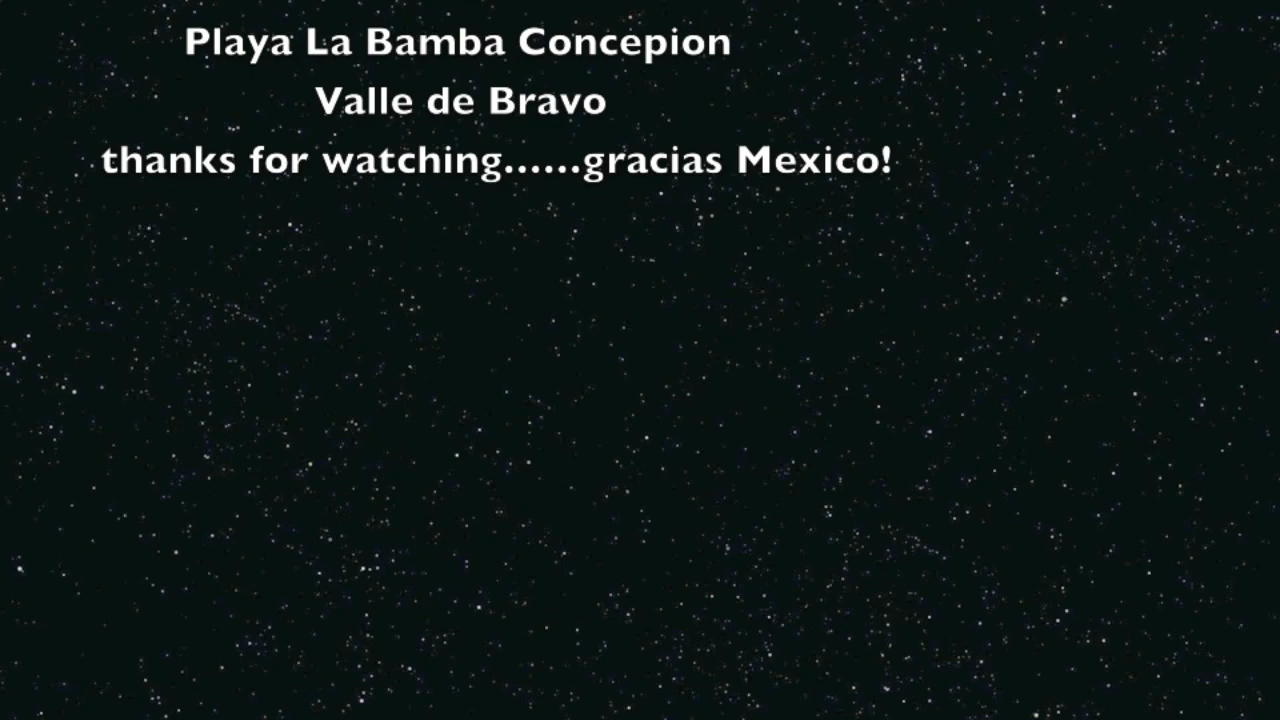 Playa La Bamba Concepion
Valle de Bravo
thanks for watching......gracias Mexico!